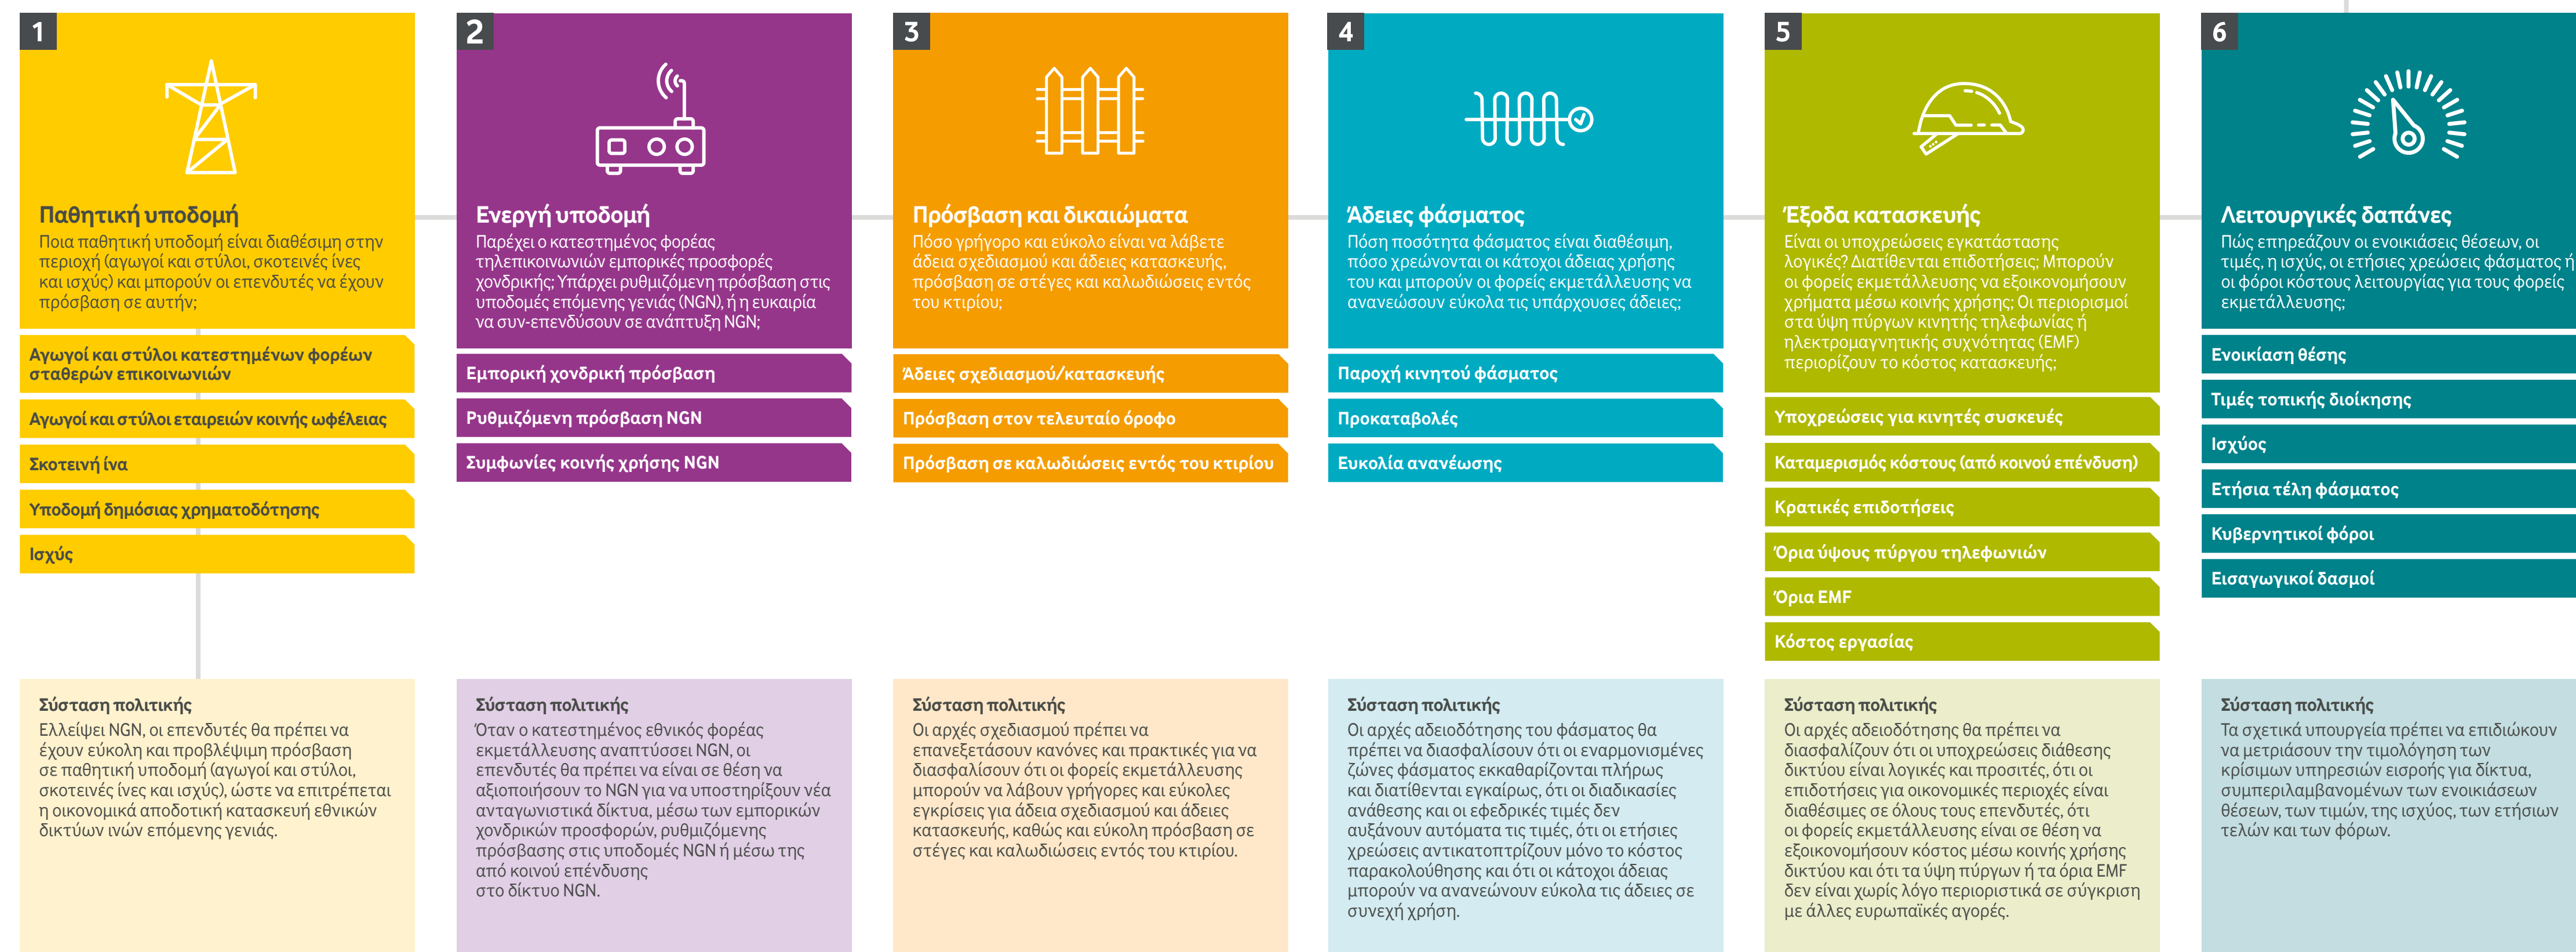 1
Παθητική υποδομή
Ποια παθητική υποδομή είναι διαθέσιμη στην
περιοχή (αγωγοί και στύλοι, σκοτεινές ίνες
και ισχύς) και μπορούν οι επενδυτές να έχουν
πρόσβαση σε αυτήν;
Αγωγοί και στύλοι κατεστημένων φορέων
σταθερών επικοινωνιών
Αγωγοί και στύλοι εταιρειών κοινής ωφέλειας
Σκοτεινή ίνα
Υποδομή δημόσιας χρηματοδότησης
Ισχύς
Σύσταση πολιτικής
Ελλείψει NGN, οι επενδυτές θα πρέπει να
έχουν εύκολη και προβλέψιμη πρόσβαση
σε παθητική υποδομή (αγωγοί και στύλοι,
σκοτεινές ίνες και ισχύς), ώστε να επιτρέπεται
η οικονομικά αποδοτική κατασκευή εθνικών
δικτύων ινών επόμενης γενιάς.
2
Ενεργή υποδομή
Παρέχει ο κατεστημένος φορέας
τηλεπικοινωνιών εμπορικές προσφορές
χονδρικής; Υπάρχει ρυθμιζόμενη πρόσβαση στις
υποδομές επόμενης γενιάς (NGN), ή η ευκαιρία
να συν-επενδύσουν σε ανάπτυξη NGN;
Εμπορική χονδρική πρόσβαση
Ρυθμιζόμενη πρόσβαση NGN
Συμφωνίες κοινής χρήσης NGN
Σύσταση πολιτικής
Όταν ο κατεστημένος εθνικός φορέας
εκμετάλλευσης αναπτύσσει NGN, οι
επενδυτές θα πρέπει να είναι σε θέση να
αξιοποιήσουν το NGN για να υποστηρίξουν νέα
ανταγωνιστικά δίκτυα, μέσω των εμπορικών
χονδρικών προσφορών, ρυθμιζόμενης
πρόσβασης στις υποδομές NGN ή μέσω της
από κοινού επένδυσης
στο δίκτυο NGN.
3
Πρόσβαση και δικαιώματα
Πόσο γρήγορο και εύκολο είναι να λάβετε
άδεια σχεδιασμού και άδειες κατασκευής,
πρόσβαση σε στέγες και καλωδιώσεις εντός
του κτιρίου;
Άδειες σχεδιασμού/κατασκευής
Πρόσβαση στον τελευταίο όροφο
Πρόσβαση σε καλωδιώσεις εντός του κτιρίου
Σύσταση πολιτικής
Οι αρχές σχεδιασμού πρέπει να
επανεξετάσουν κανόνες και πρακτικές για να
διασφαλίσουν ότι οι φορείς εκμετάλλευσης
μπορούν να λάβουν γρήγορες και εύκολες
εγκρίσεις για άδεια σχεδιασμού και άδειες
κατασκευής, καθώς και εύκολη πρόσβαση σε
στέγες και καλωδιώσεις εντός του κτιρίου.
4
Άδειες φάσματος
Πόση ποσότητα φάσματος είναι διαθέσιμη,
πόσο χρεώνονται οι κάτοχοι άδειας χρήσης
του και μπορούν οι φορείς εκμετάλλευσης να
ανανεώσουν εύκολα τις υπάρχουσες άδειες;
Παροχή κινητού φάσματος
Προκαταβολές
Ευκολία ανανέωσης
Σύσταση πολιτικής
Οι αρχές αδειοδότησης του φάσματος θα
πρέπει να διασφαλίσουν ότι οι εναρμονισμένες
ζώνες φάσματος εκκαθαρίζονται πλήρως
και διατίθενται εγκαίρως, ότι οι διαδικασίες
ανάθεσης και οι εφεδρικές τιμές δεν
αυξάνουν αυτόματα τις τιμές, ότι οι ετήσιες
χρεώσεις αντικατοπτρίζουν μόνο το κόστος
παρακολούθησης και ότι οι κάτοχοι άδειας
μπορούν να ανανεώνουν εύκολα τις άδειες σε
συνεχή χρήση.
5
Έξοδα κατασκευής
Είναι οι υποχρεώσεις εγκατάστασης
λογικές? Διατίθενται επιδοτήσεις; Μπορούν
οι φορείς εκμετάλλευσης να εξοικονομήσουν
χρήματα μέσω κοινής χρήσης; Οι περιορισμοί
στα ύψη πύργων κινητής τηλεφωνίας ή
ηλεκτρομαγνητικής συχνότητας (EMF)
περιορίζουν το κόστος κατασκευής;
Υποχρεώσεις για κινητές συσκευές
Καταμερισμός κόστους (από κοινού επένδυση)
Κρατικές επιδοτήσεις
Όρια ύψους πύργου τηλεφωνιών
Όρια EMF
Κόστος εργασίας
Σύσταση πολιτικής
Οι αρχές αδειοδότησης θα πρέπει να
διασφαλίζουν ότι οι υποχρεώσεις διάθεσης
δικτύου είναι λογικές και προσιτές, ότι οι
επιδοτήσεις για οικονομικές περιοχές είναι
διαθέσιμες σε όλους τους επενδυτές, ότι
οι φορείς εκμετάλλευσης είναι σε θέση να
εξοικονομήσουν κόστος μέσω κοινής χρήσης
δικτύου και ότι τα ύψη πύργων ή τα όρια EMF
δεν είναι χωρίς λόγο περιοριστικά σε σύγκριση
με άλλες ευρωπαϊκές αγορές.
6
Λειτουργικές δαπάνες
Πώς επηρεάζουν οι ενοικιάσεις θέσεων, οι
τιμές, η ισχύς, οι ετήσιες χρεώσεις φάσματος ή
οι φόροι κόστους λειτουργίας για τους φορείς
εκμετάλλευσης;
Ενοικίαση θέσης
Τιμές τοπικής διοίκησης
Ισχύος
Ετήσια τέλη φάσματος
Κυβερνητικοί φόροι
Εισαγωγικοί δασμοί
Σύσταση πολιτικής
Τα σχετικά υπουργεία πρέπει να επιδιώκουν
να μετριάσουν την τιμολόγηση των
κρίσιμων υπηρεσιών εισροής για δίκτυα,
συμπεριλαμβανομένων των ενοικιάσεων
θέσεων, των τιμών, της ισχύος, των ετήσιων
τελών και των φόρων.